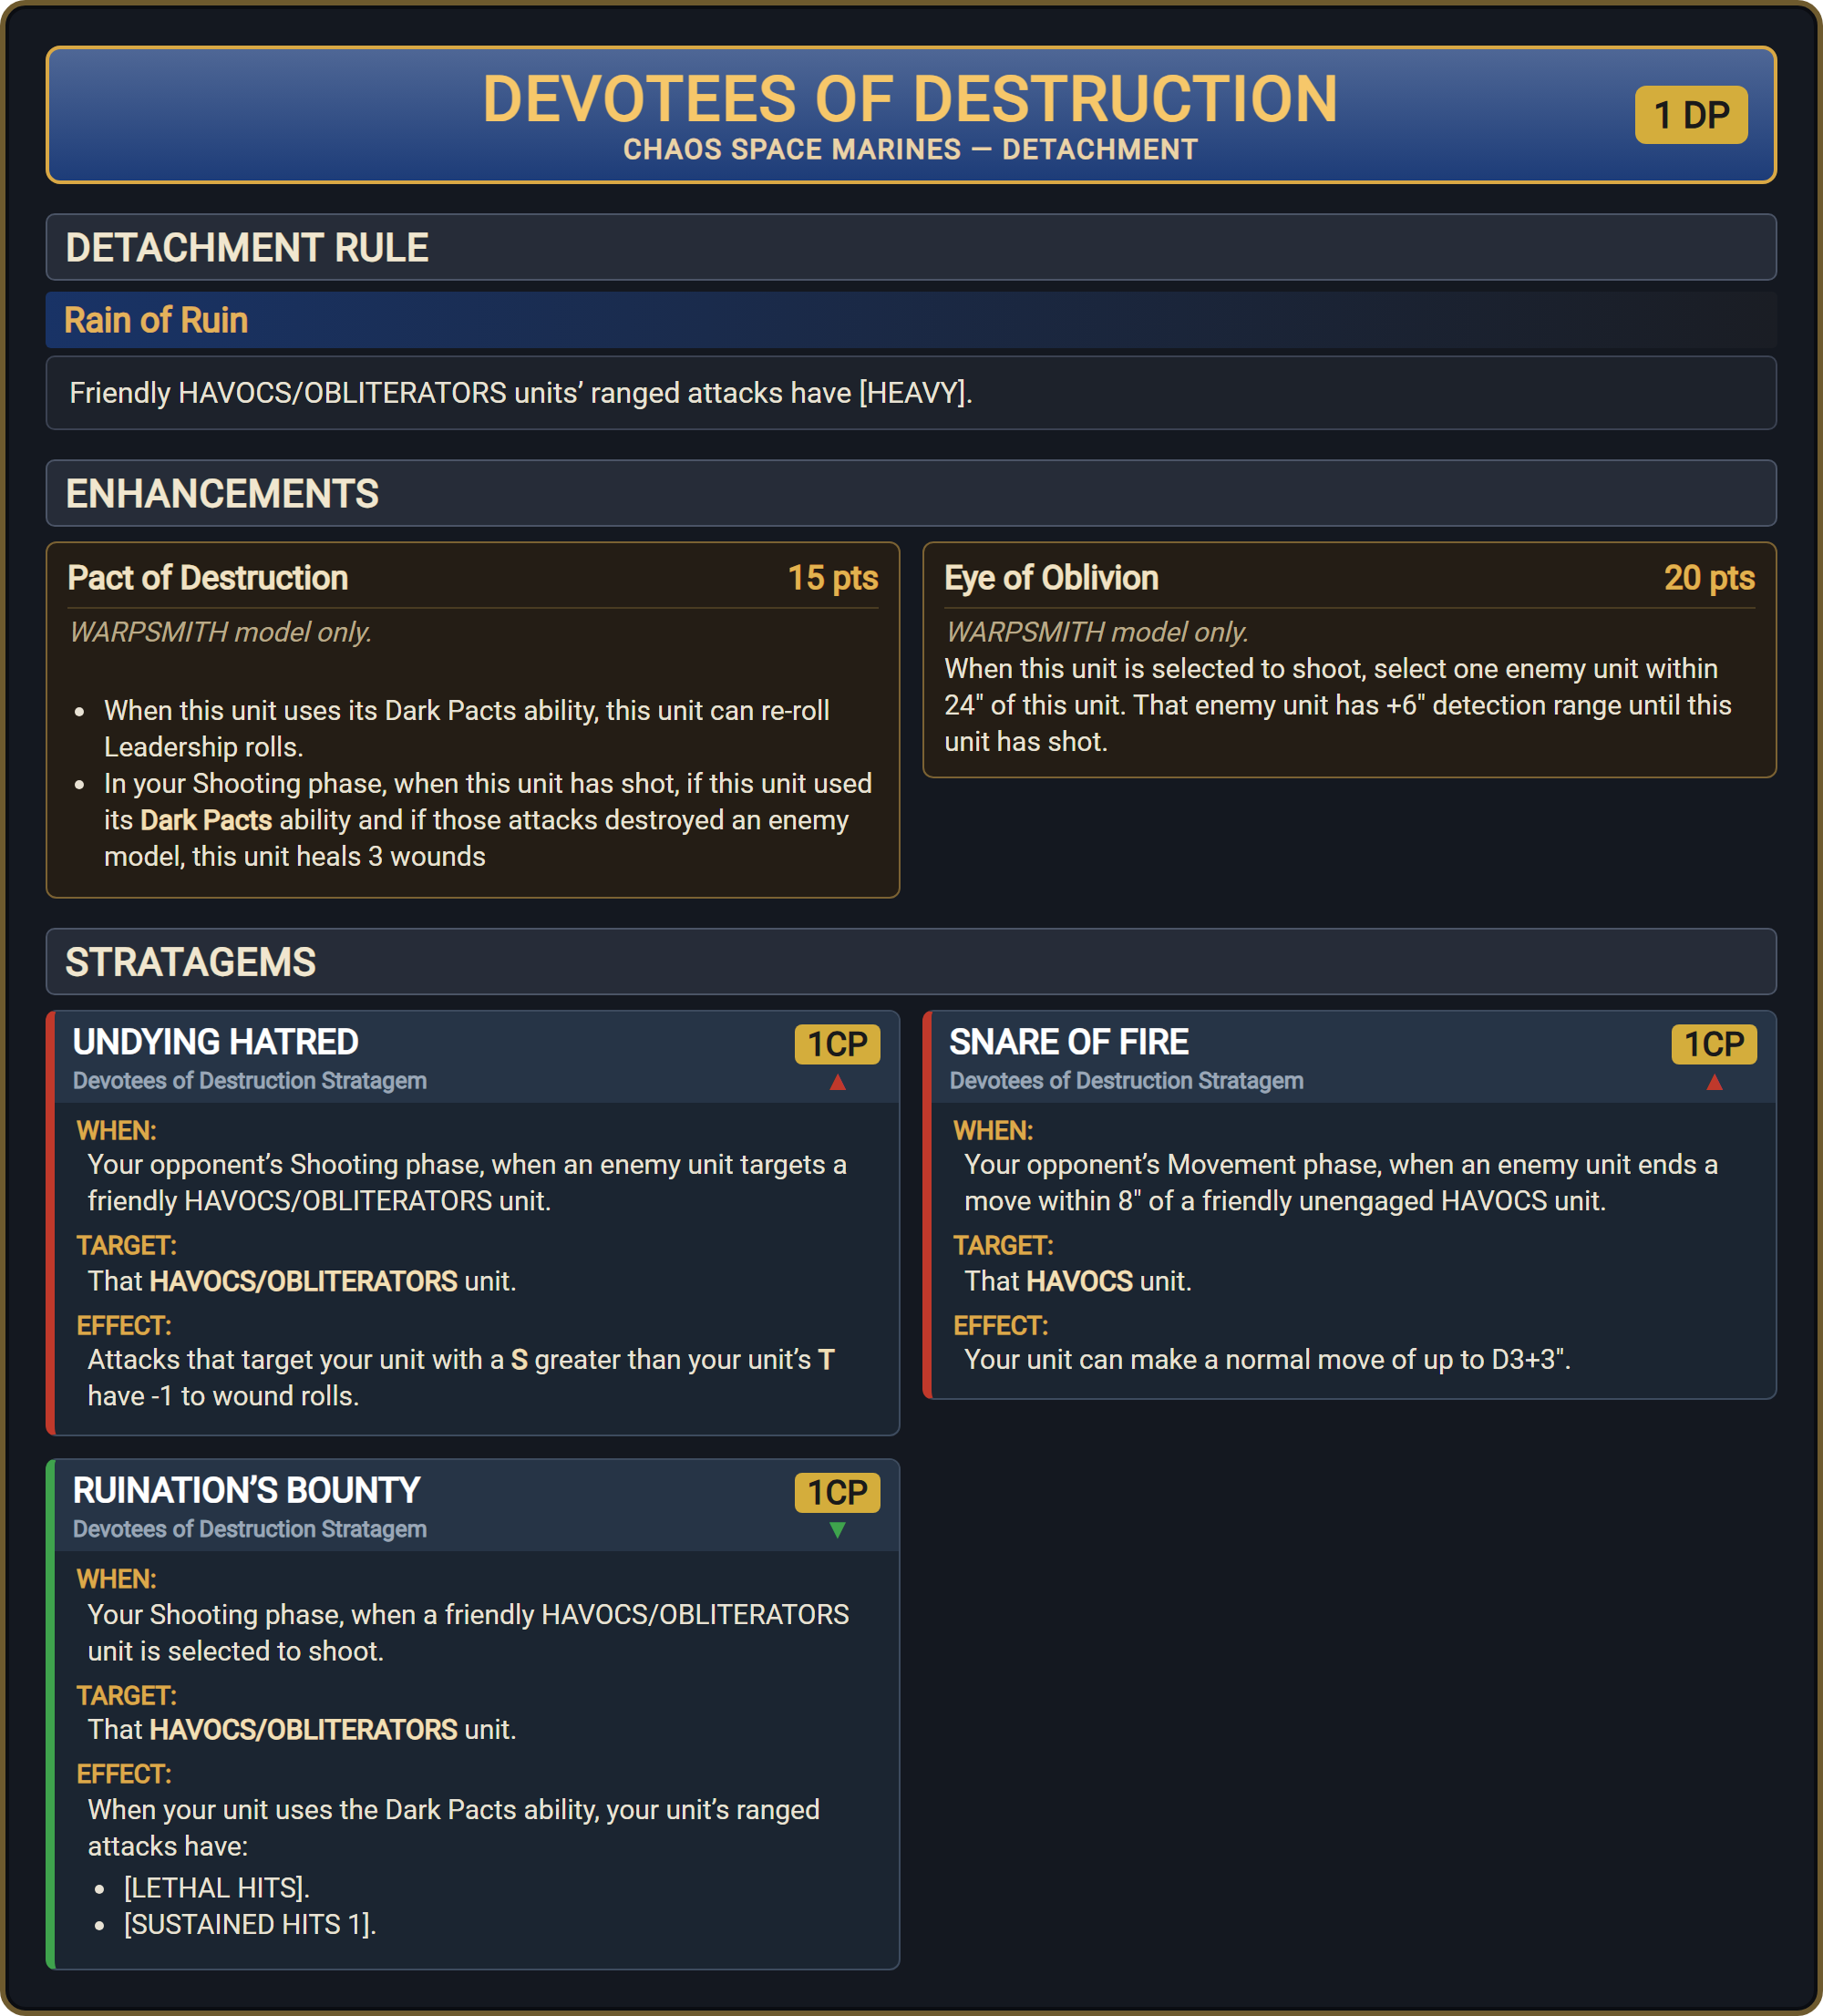 DEVOTEES OF DESTRUCTION
CHAOS SPACE MARINES — DETACHMENT
1 DP
DETACHMENT RULE
Rain of Ruin
Friendly HAVOCS/OBLITERATORS units’ ranged attacks have [HEAVY].
ENHANCEMENTS
Pact of Destruction
15 pts
WARPSMITH model only.
• When this unit uses its Dark Pacts ability, this unit can re-roll
Leadership rolls.
• In your Shooting phase, when this unit has shot, if this unit used
its Dark Pacts ability and if those attacks destroyed an enemy
model, this unit heals 3 wounds
Eye of Oblivion
20 pts
WARPSMITH model only.
When this unit is selected to shoot, select one enemy unit within
24" of this unit. That enemy unit has +6" detection range until this
unit has shot.
STRATAGEMS
UNDYING HATRED
1CP
Devotees of Destruction Stratagem
▲
WHEN:
Your opponent’s Shooting phase, when an enemy unit targets a
friendly HAVOCS/OBLITERATORS unit.
TARGET:
That HAVOCS/OBLITERATORS unit.
EFFECT:
Attacks that target your unit with a S greater than your unit’s T
have -1 to wound rolls.
SNARE OF FIRE
1CP
Devotees of Destruction Stratagem
▲
WHEN:
Your opponent’s Movement phase, when an enemy unit ends a
move within 8" of a friendly unengaged HAVOCS unit.
TARGET:
That HAVOCS unit.
EFFECT:
Your unit can make a normal move of up to D3+3".
RUINATION’S BOUNTY
1CP
Devotees of Destruction Stratagem
▼
WHEN:
Your Shooting phase, when a friendly HAVOCS/OBLITERATORS
unit is selected to shoot.
TARGET:
That HAVOCS/OBLITERATORS unit.
EFFECT:
When your unit uses the Dark Pacts ability, your unit’s ranged
attacks have:
• [LETHAL HITS].
• [SUSTAINED HITS 1].